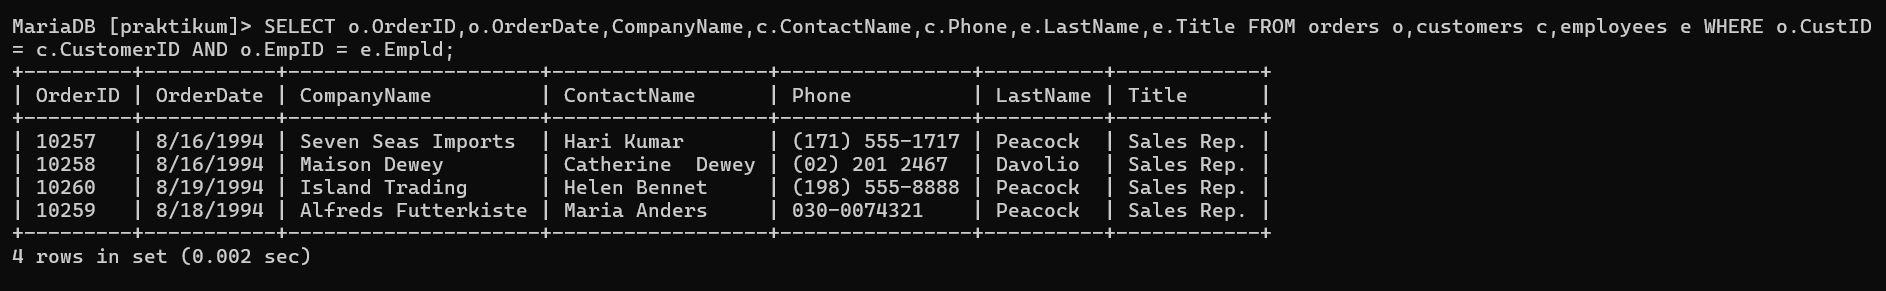 MariaDB [praktikum]> SELECT o.OrderID,o.OrderDate,CompanyName,c.ContactName,c.Phone,e.LastName,e.Title FROM orders o,customers c,employees e WHERE o.CustID
= c.CustomerID AND o.EmpID = e.Empld;
+---------+-----------+---------------------+------------------+----------------+----------+------------+
| OrderID | OrderDate | CompanyName         | ContactName      | Phone          | LastName | Title      |
+---------+-----------+---------------------+------------------+----------------+----------+------------+
| 10257   | 8/16/1994 | Seven Seas Imports  | Hari Kumar       | (171) 555-1717 | Peacock  | Sales Rep. |
| 10258   | 8/16/1994 | Maison Dewey        | Catherine  Dewey | (02) 201 2467  | Davolio  | Sales Rep. |
| 10260   | 8/19/1994 | Island Trading      | Helen Bennet     | (198) 555-8888 | Peacock  | Sales Rep. |
| 10259   | 8/18/1994 | Alfreds Futterkiste | Maria Anders     | 030-0074321    | Peacock  | Sales Rep. |
+---------+-----------+---------------------+------------------+----------------+----------+------------+
4 rows in set (0.002 sec)